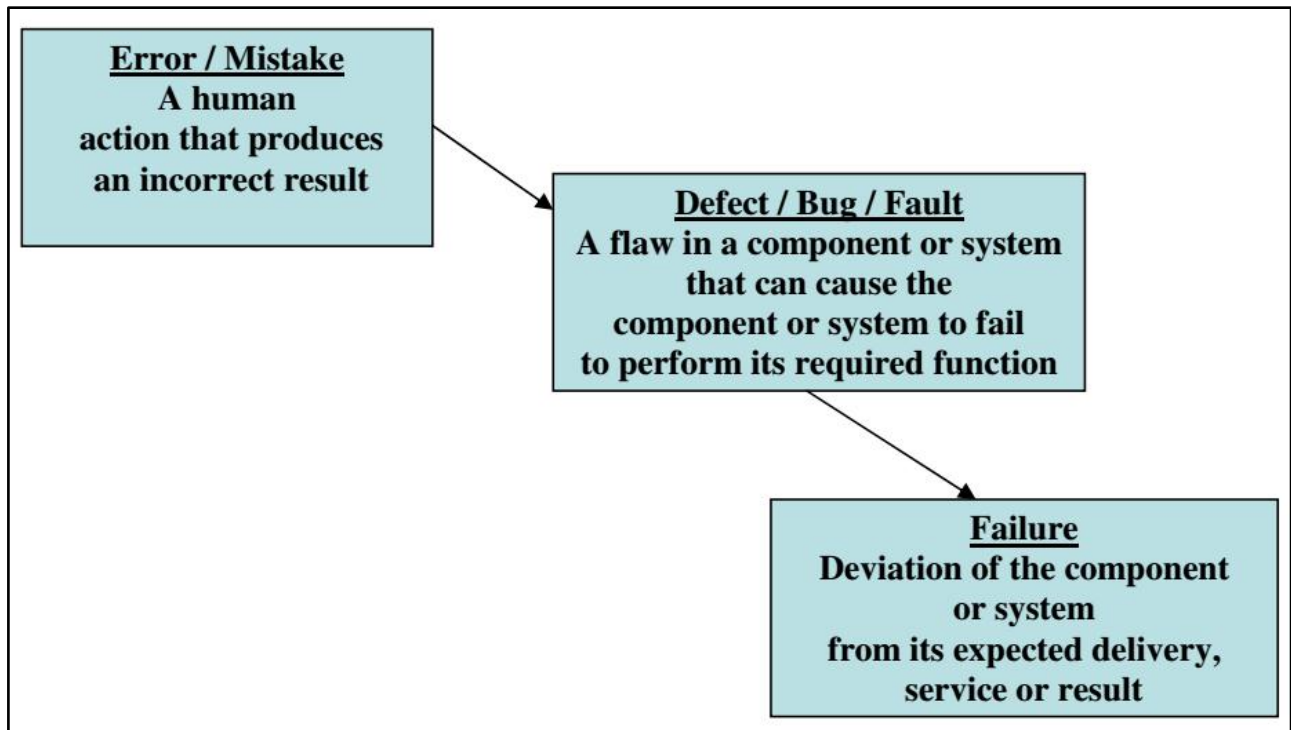 Error / Mistake
A human
action that produces
an incorrect result
Defect / Bug / Fault
A flaw in a component or system
that can cause the
component or system to fail
to perform its required function
Failure
Deviation of the component
or system
from its expected delivery,
service or result